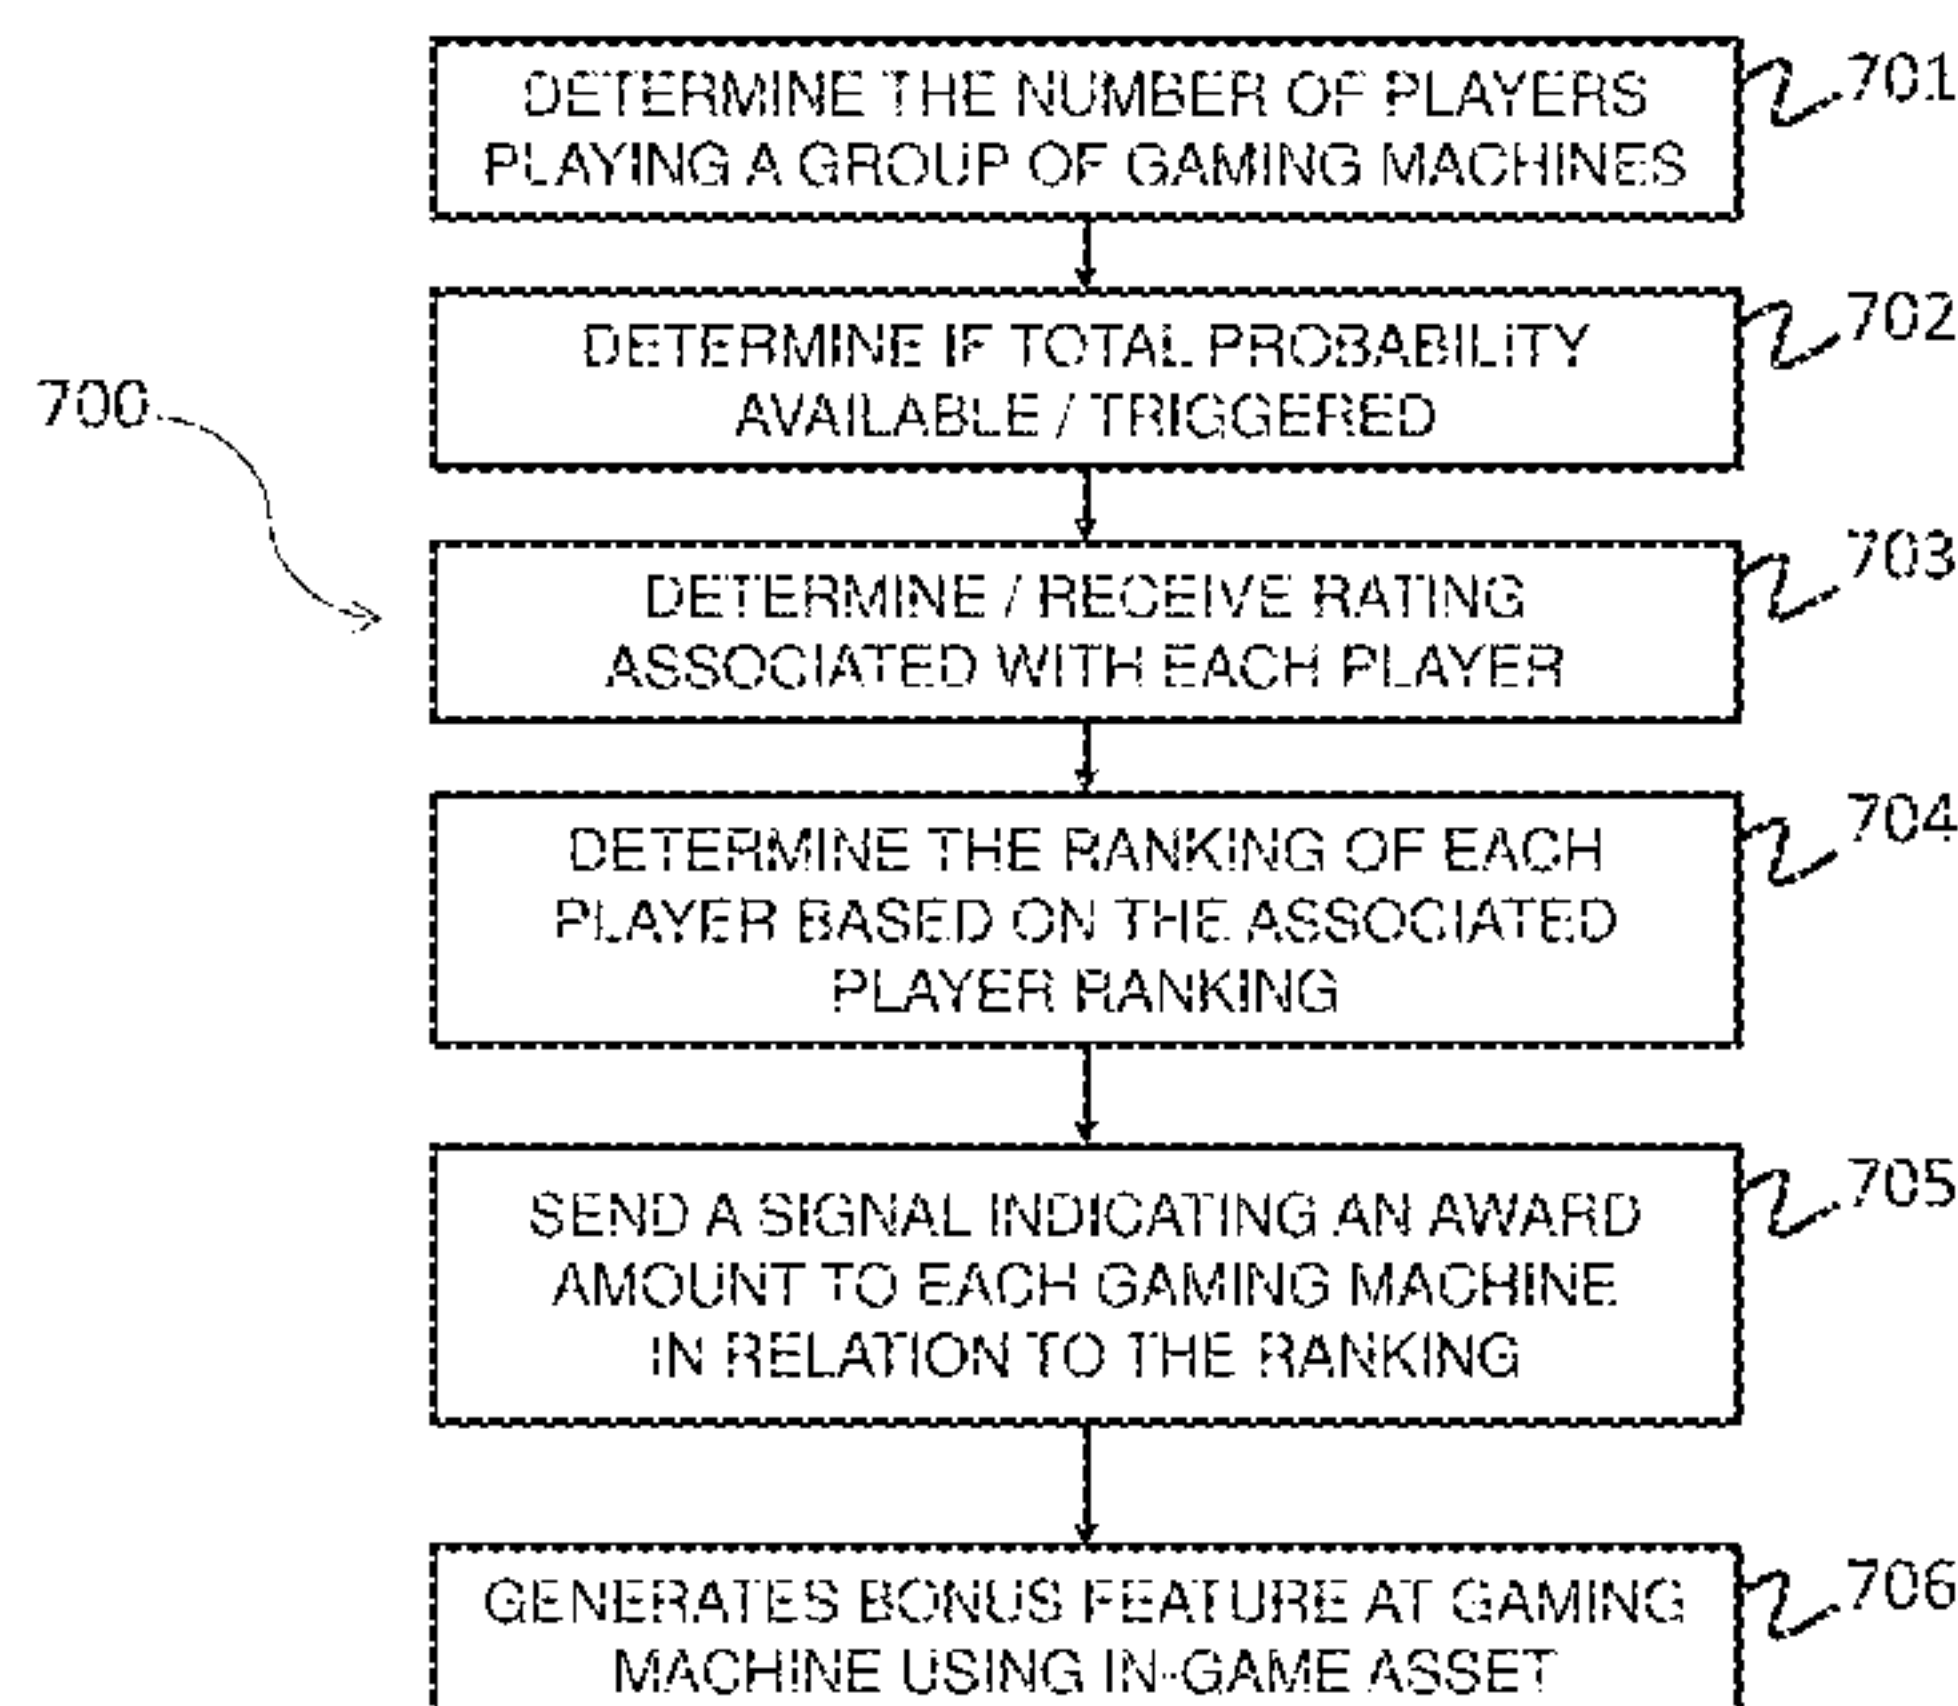 DETERMINE THE NUMBER OF PLAYERS
PLAYING A GROUP OF GAMING MACHINES
701
DETERMINE IF TOTAL PROBABILITY
AVAILABLE / TRIGGERED
702
700
DETERMINE / RECEIVE RATING
ASSOCIATED WITH EACH PLAYER
703
DETERMINE THE RANKING OF EACH
PLAYER BASED ON THE ASSOCIATED
PLAYER RANKING
704
SEND A SIGNAL INDICATING AN AWARD
AMOUNT TO EACH GAMING MACHINE
IN RELATION TO THE RANKING
705
GENERATES BONUS FEATURE AT GAMING
MACHINE USING IN-GAME ASSET
706